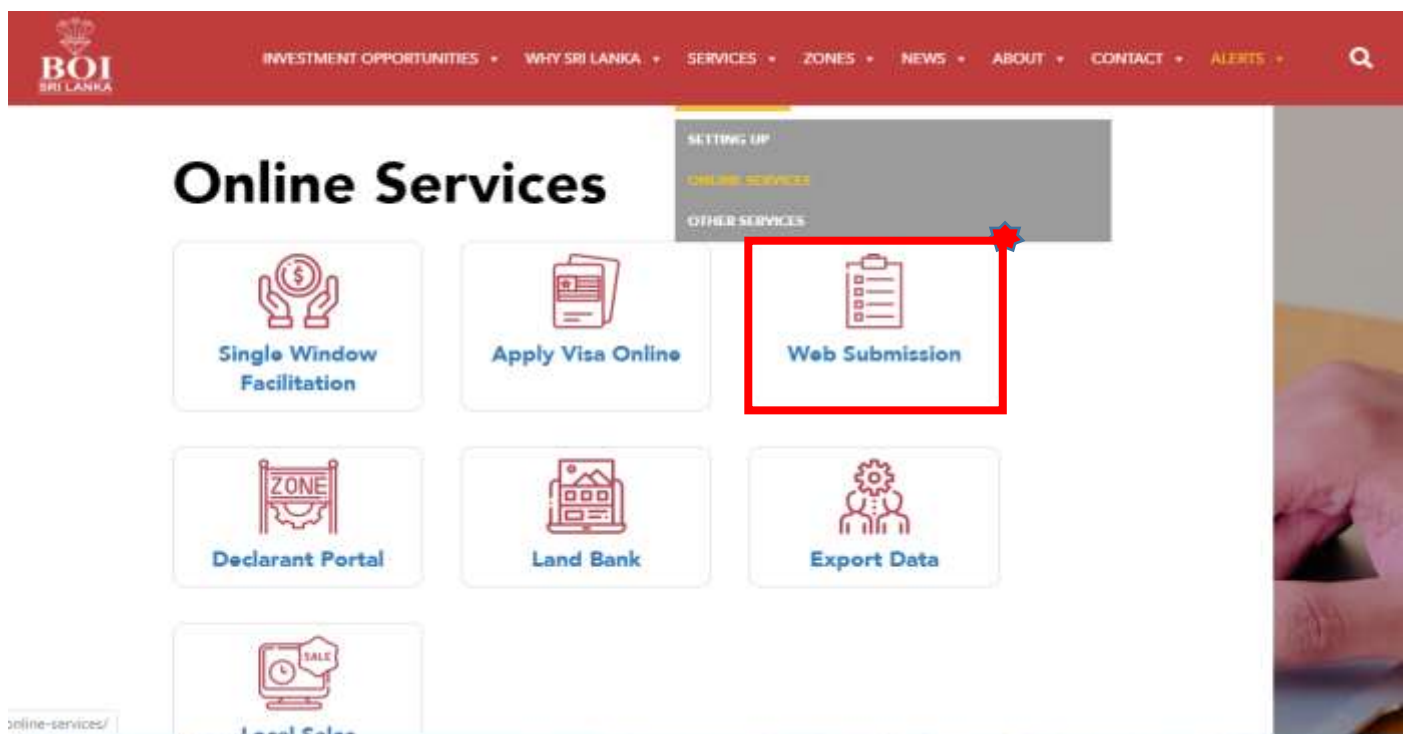 BOI
SRI LANKA
INVESTMENT OPPORTUNITIES
WHY SRI LANKA
SERVICES
ZONES
NEWS
ABOUT
CONTACT
ALERTS
SETTING UP
ONLINE SERVICES
OTHER SERVICES
Online Services
Single Window
Facilitation
Apply Visa Online
Web Submission
ZONE
Declarant Portal
Land Bank
Export Data
SALE
Local Sales
online-services/